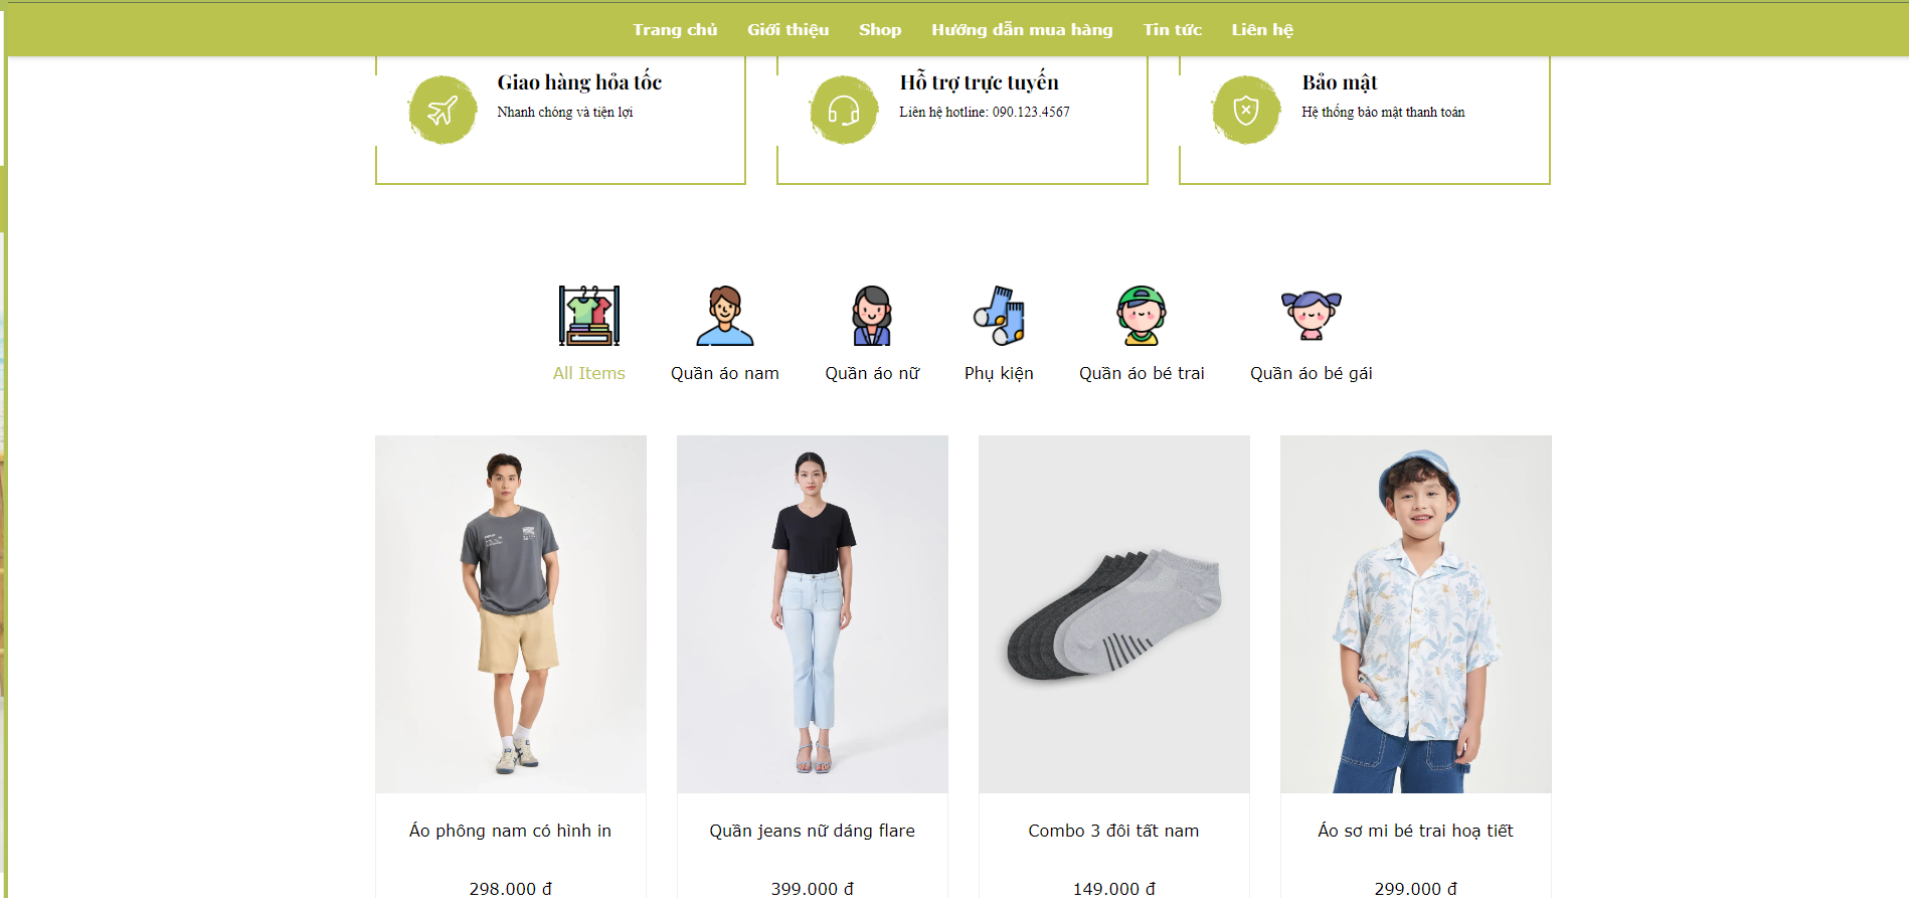 Trang chủ Giới thiệu Shop Hướng dẫn mua hàng Tin tức Liên hệ
Giao hàng hỏa tốc
Nhanh chóng và tiện lợi
Hỗ trợ trực tuyến
Liên hệ hotline: 090.123.4567
Bảo mật
Hệ thống bảo mật thanh toán
All Items
Quần áo nam
Quần áo nữ
Phụ kiện
Quần áo bé trai
Quần áo bé gái
Áo phông nam có hình in
298.000 đ
Quần jeans nữ dáng flare
399.000 đ
Combo 3 đôi tất nam
149.000 đ
Áo sơ mi bé trai hoạ tiết
299.000 đ